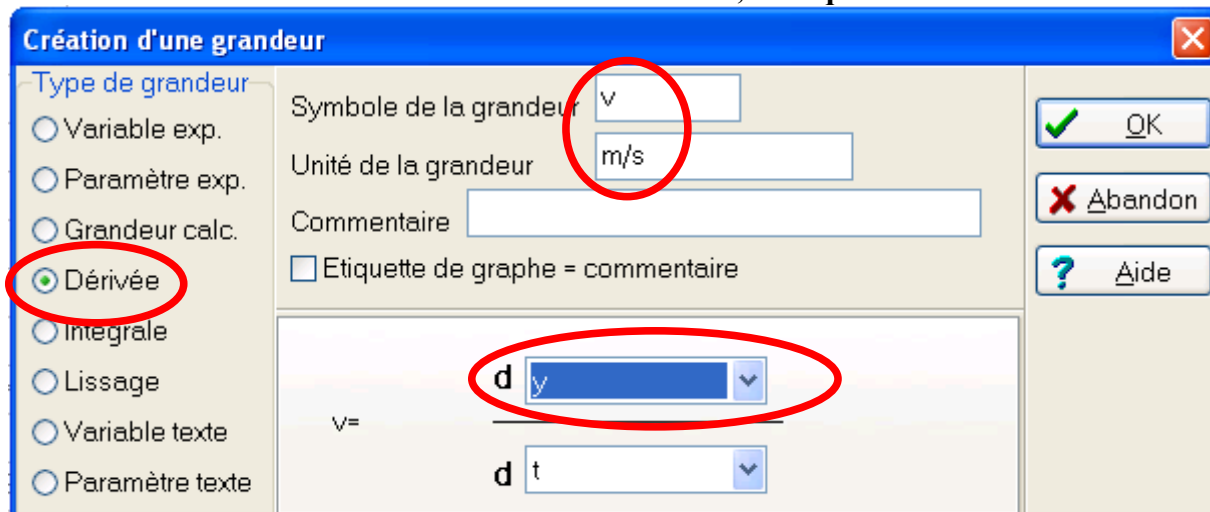 Création d'une grandeur
Type de grandeur
Variable exp.
Paramètre exp.
Grandeur calc.
Dérivée
Intégrale
Lissage
Variable texte
Paramètre texte
Symbole de la grandeur v
Unité de la grandeur m/s
Commentaire
Etiquette de graphe = commentaire
d y
v=
d t
OK
Abandon
? Aide